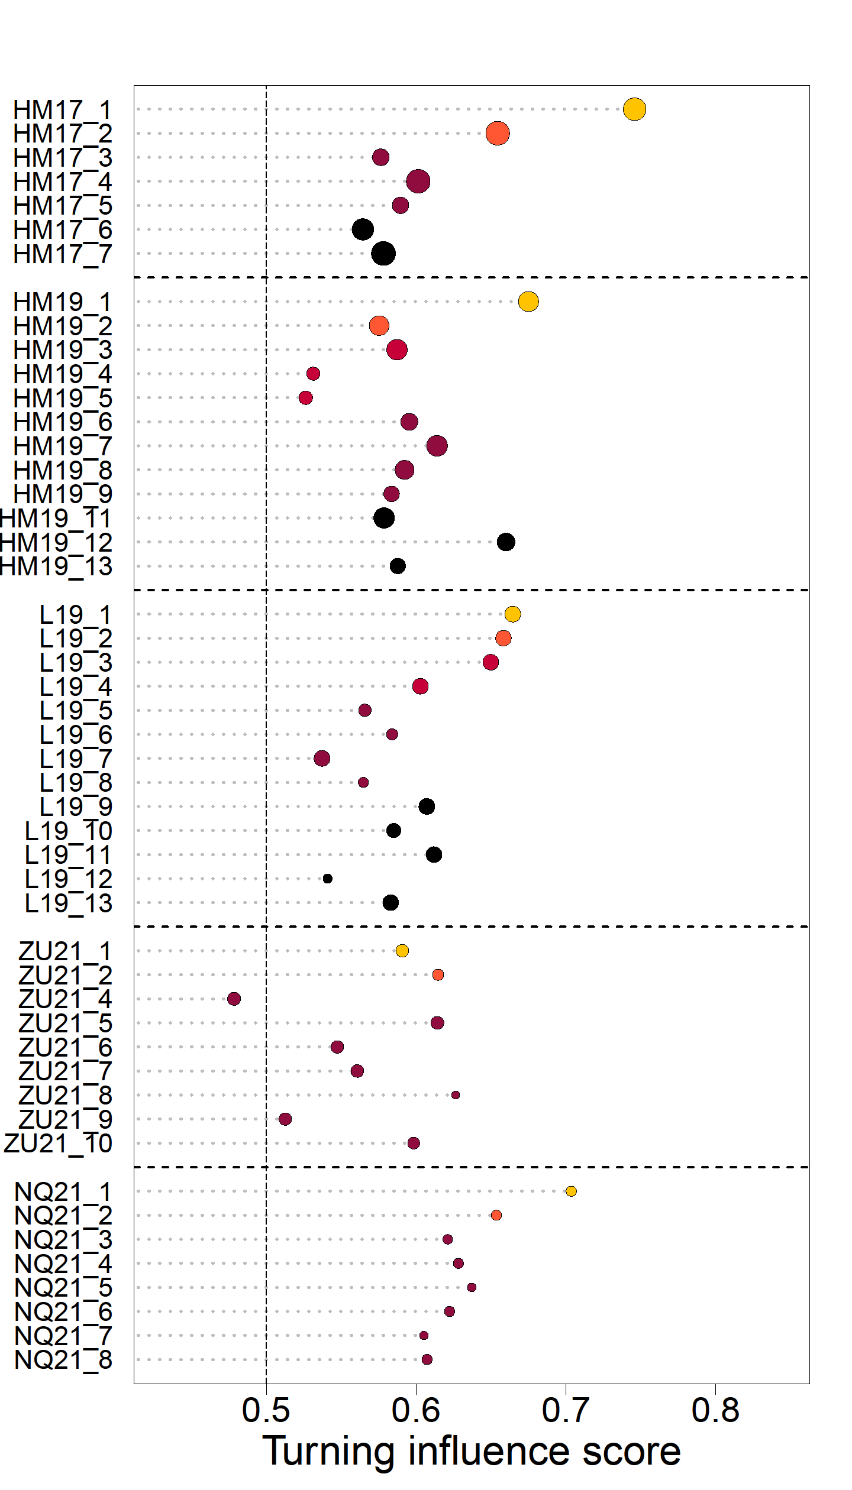 HM17_1
HM17_2
HM17_3
HM17_4
HM17_5
HM17_6
HM17_7
HM19_1
HM19_2
HM19_3
HM19_4
HM19_5
HM19_6
HM19_7
HM19_8
HM19_9
HM19_11
HM19_12
HM19_13
L19_1
L19_2
L19_3
L19_4
L19_5
L19_6
L19_7
L19_8
L19_9
L19_10
L19_11
L19_12
L19_13
ZU21_1
ZU21_2
ZU21_4
ZU21_5
ZU21_6
ZU21_7
ZU21_8
ZU21_9
ZU21_10
NQ21_1
NQ21_2
NQ21_3
NQ21_4
NQ21_5
NQ21_6
NQ21_7
NQ21_8
0.5 0.6 0.7 0.8
Turning influence score